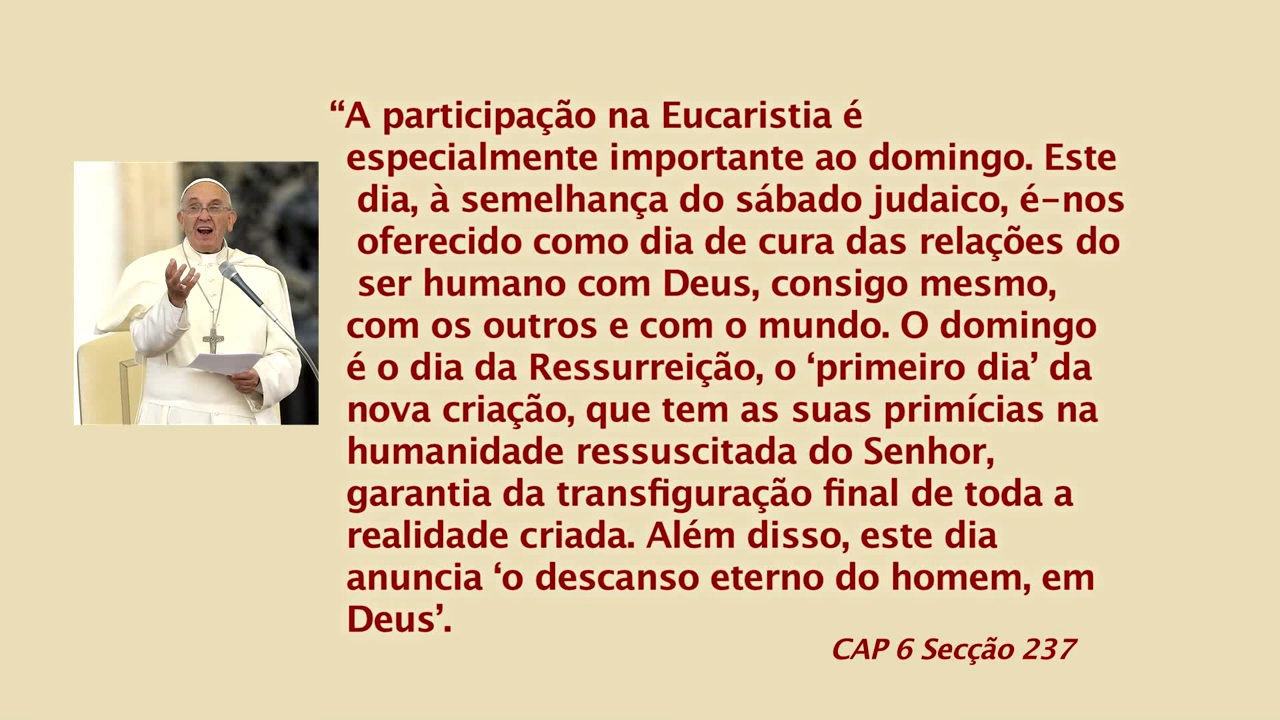 “A participação na Eucaristia é
especialmente importante ao domingo. Este
dia, à semelhança do sábado judaico, é-nos
oferecido como dia de cura das relações do
ser humano com Deus, consigo mesmo,
com os outros e com o mundo. O domingo
é o dia da Ressurreição, o ‘primeiro dia’ da
nova criação, que tem as suas primícias na
humanidade ressuscitada do Senhor,
garantia da transfiguração final de toda a
realidade criada. Além disso, este dia
anuncia ‘o descanso eterno do homem, em
Deus’.
CAP 6 Secção 237